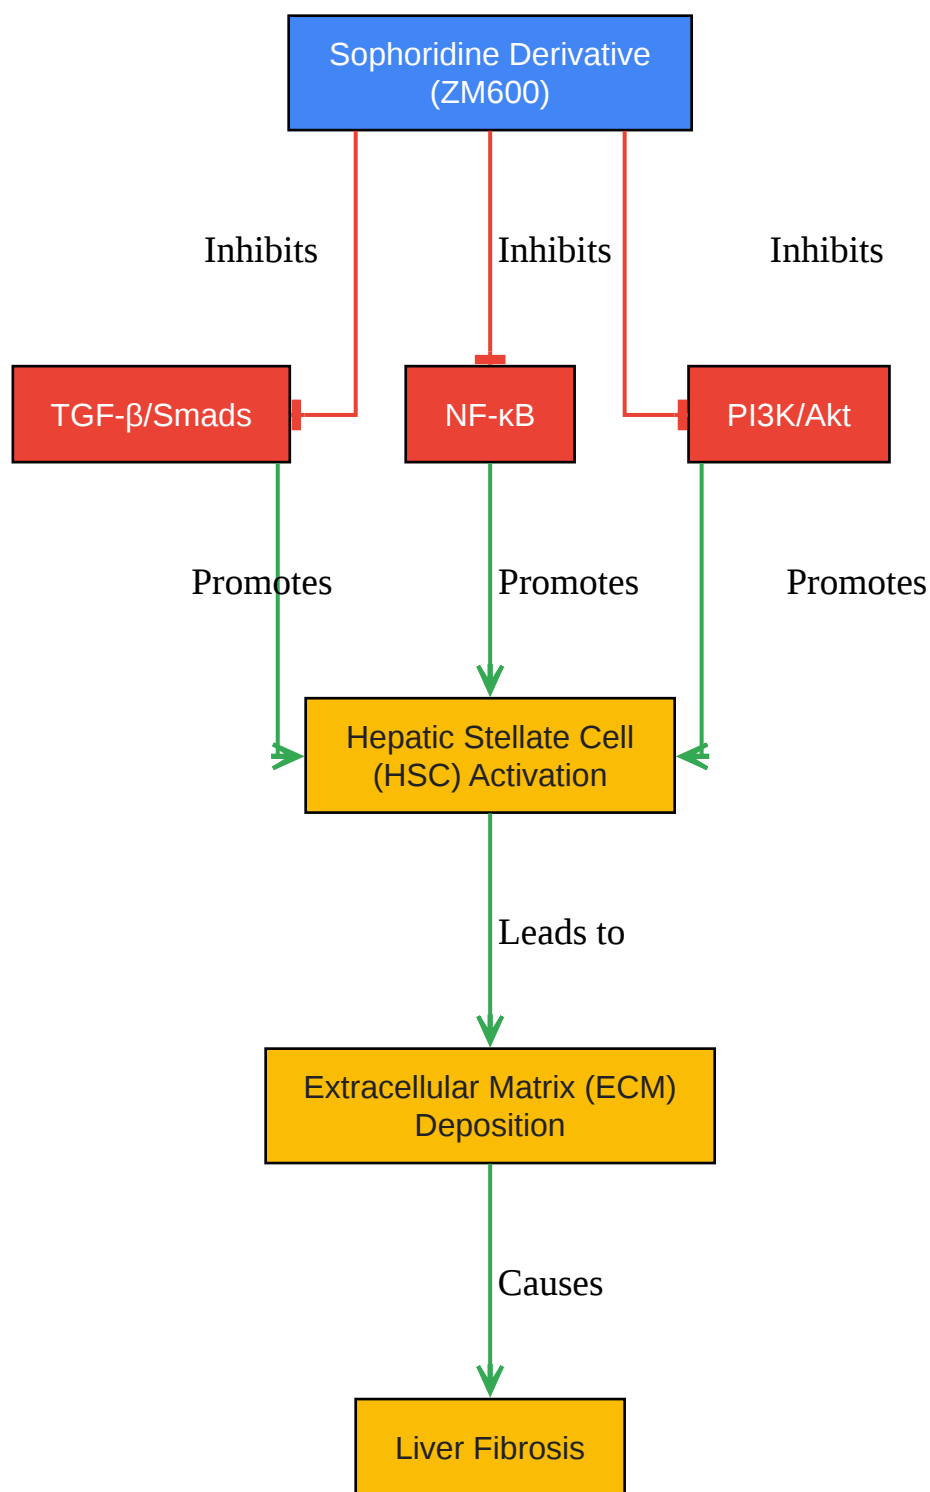 Sophoridine Derivative
(ZM600)
Inhibits
Inhibits
Inhibits
TGF-β/Smads
NF-κB
PI3K/Akt
Promotes
Promotes
Promotes
Hepatic Stellate Cell
(HSC) Activation
Leads to
Extracellular Matrix (ECM)
Deposition
Causes
Liver Fibrosis